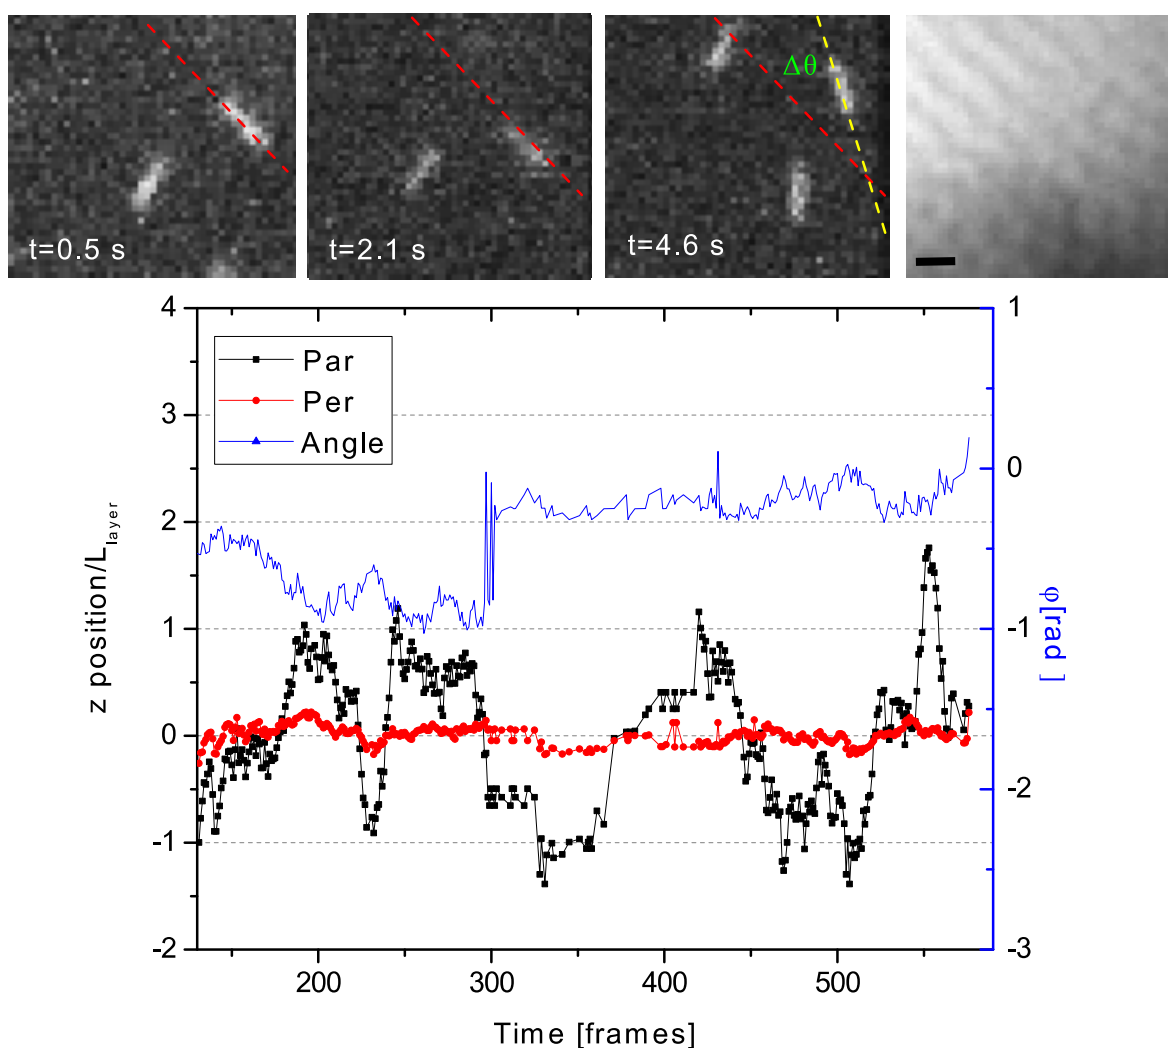 t=0.5 s
t=2.1 s
t=4.6 s
Δθ
Par
Per
Angle
4
3
2
1
0
-1
-2
z position/L_layer
1
0
-1
-2
-3
φ[rad ]
200
300
400
500
Time [frames]